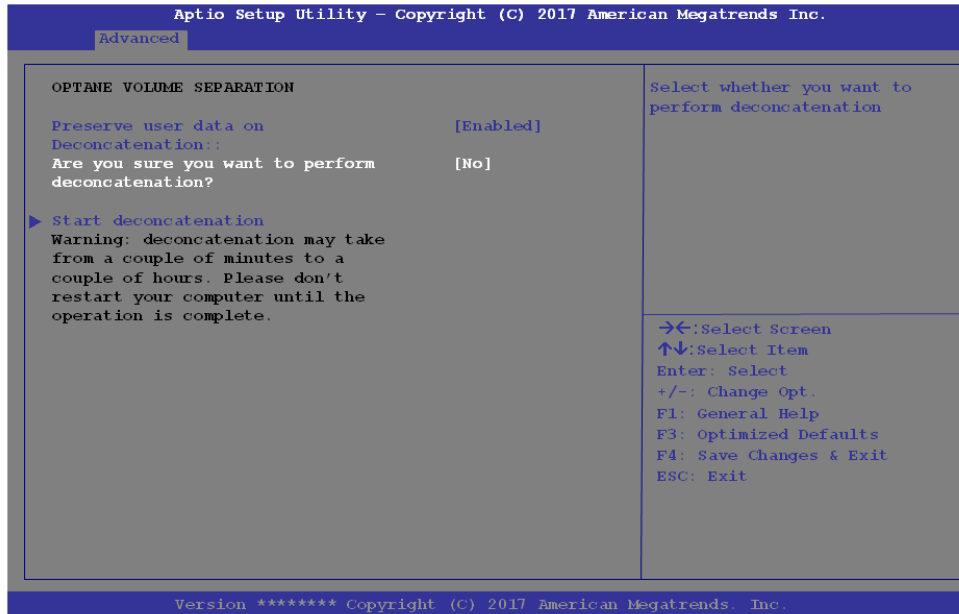 Aptio Setup Utility – Copyright (C) 2017 American Megatrends Inc.
Advanced
OPTANE VOLUME SEPARATION
Preserve user data on [Enabled]
Deconcatenation::
Are you sure you want to perform [No]
deconcatenation?
▶ Start deconcatenation
Warning: deconcatenation may take
from a couple of minutes to a
couple of hours. Please don't
restart your computer until the
operation is complete.
Select whether you want to
perform deconcatenation
→←:Select Screen
↑↓:Select Item
Enter: Select
+/-: Change Opt.
F1: General Help
F3: Optimized Defaults
F4: Save Changes & Exit
ESC: Exit
Version ******** Copyright (C) 2017 American Megatrends. Inc.